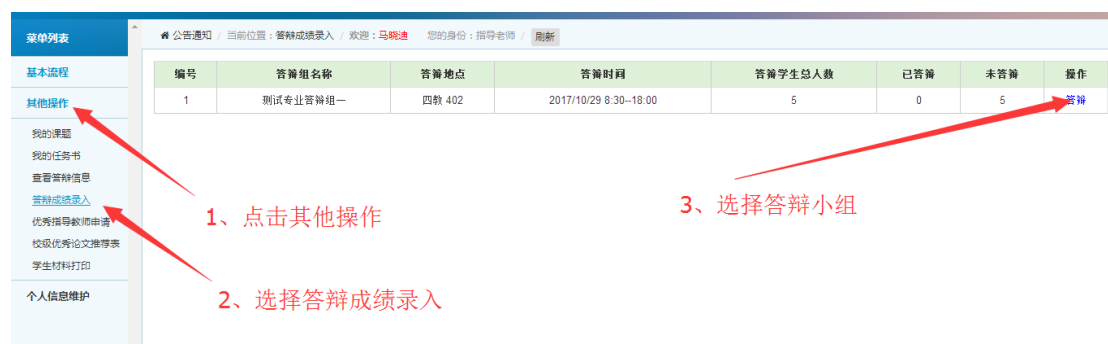 菜单列表
公告通知 / 当前位置：答辩成绩录入 / 欢迎：马晓迪 您的身份：指导老师 / 刷新
基本流程
其他操作
我的课题
我的任务书
查看答辩信息
答辩成绩录入
优秀指导教师申请
校级优秀论文推荐表
学生材料打印
个人信息维护
编号 答辩组名称 答辩地点 答辩时间 答辩学生总人数 已答辩 未答辩 操作
1 测试专业答辩组一 四教 402 2017/10/29 8:30--18:00 5 0 5 答辩
1、点击其他操作
2、选择答辩成绩录入
3、选择答辩小组